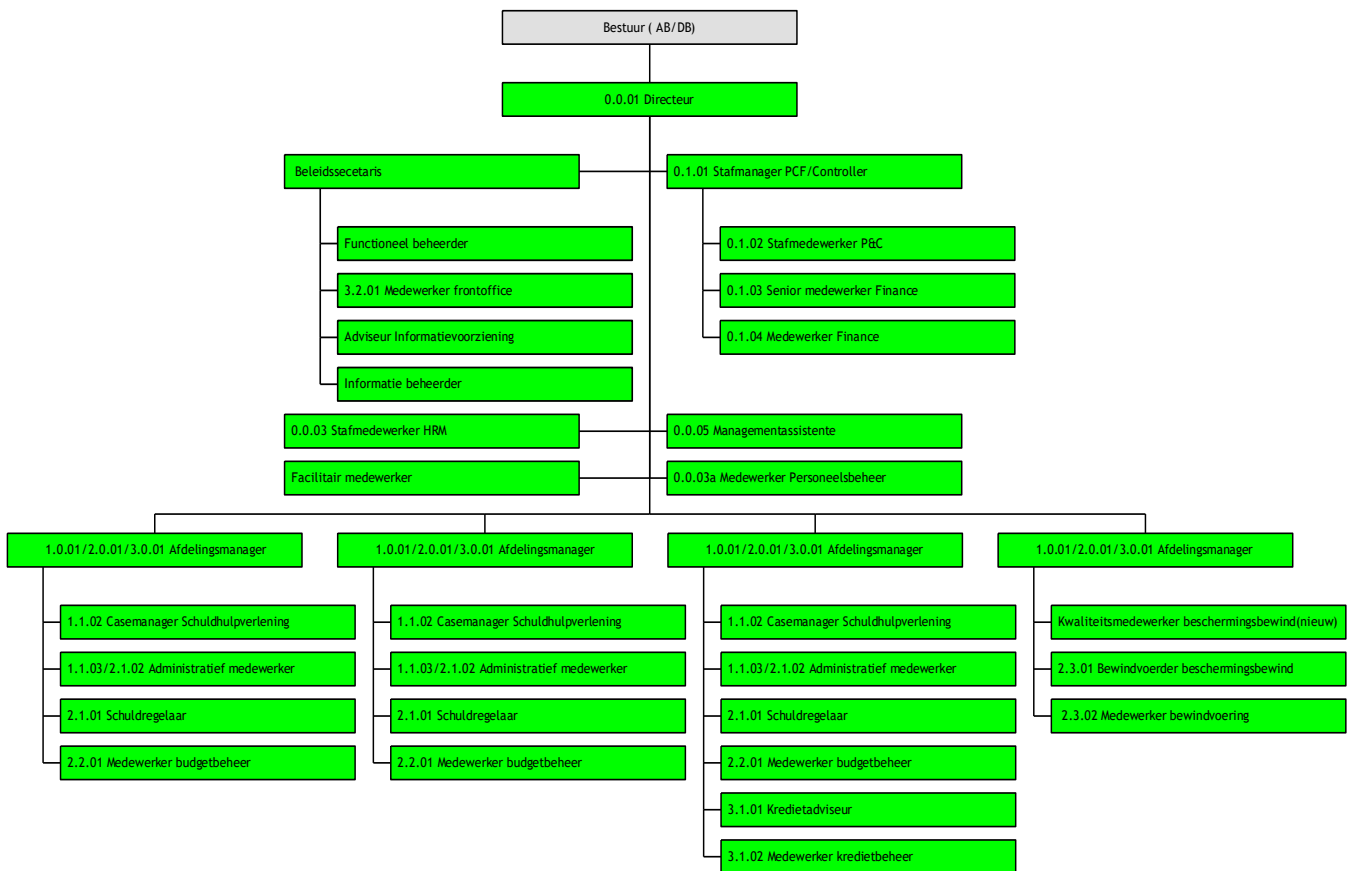 Bestuur ( AB/DB)
0.0.01 Directeur
Beleidssecetaris
0.1.01 Stafmanager PCF/Controller
Functioneel beheerder
0.1.02 Stafmedewerker P&C
3.2.01 Medewerker frontoffice
0.1.03 Senior medewerker Finance
Adviseur Informatievoorziening
0.1.04 Medewerker Finance
Informatie beheerder
0.0.03 Stafmedewerker HRM
0.0.05 Managementassistente
Facilitair medewerker
0.0.03a Medewerker Personeelsbeheer
1.0.01/2.0.01/3.0.01 Afdelingsmanager
1.1.02 Casemanager Schuldhulpverlening
1.1.03/2.1.02 Administratief medewerker
2.1.01 Schuldregelaar
2.2.01 Medewerker budgetbeheer
1.0.01/2.0.01/3.0.01 Afdelingsmanager
1.1.02 Casemanager Schuldhulpverlening
1.1.03/2.1.02 Administratief medewerker
2.1.01 Schuldregelaar
2.2.01 Medewerker budgetbeheer
1.0.01/2.0.01/3.0.01 Afdelingsmanager
1.1.02 Casemanager Schuldhulpverlening
1.1.03/2.1.02 Administratief medewerker
2.1.01 Schuldregelaar
2.2.01 Medewerker budgetbeheer
3.1.01 Kredietadviseur
3.1.02 Medewerker kredietbeheer
1.0.01/2.0.01/3.0.01 Afdelingsmanager
Kwaliteitsmedewerker beschermingsbewind(nieuw)
2.3.01 Bewindvoerder beschermingsbewind
2.3.02 Medewerker bewindvoering